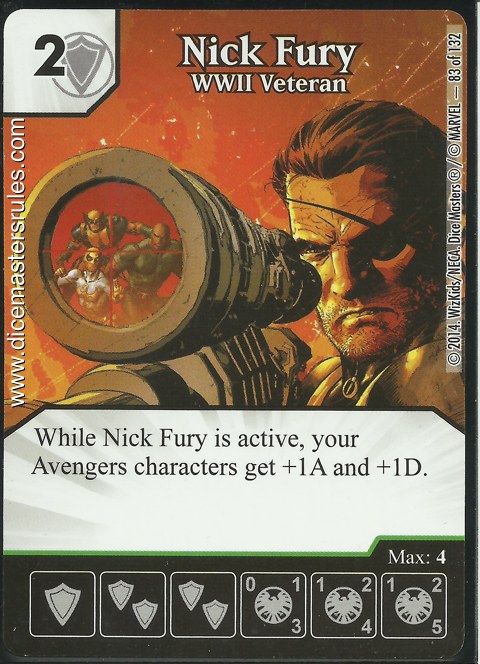 2
Nick Fury
WWII Veteran
www.dicemastersrules.com
© 2014. WizKids/NECA, Dice Masters ® / © MARVEL — 83 of 132
While Nick Fury is active, your
Avengers characters get +1A and +1D.
Max: 4
0 1 3
1 2 4
1 2 5